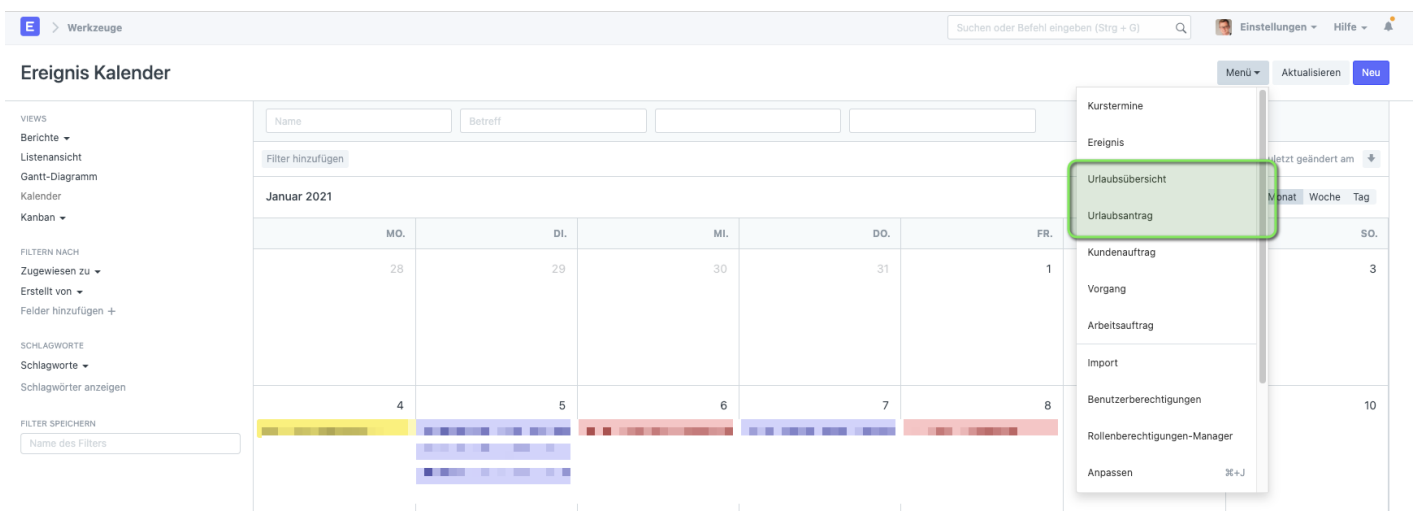 E > Werkzeuge
Suchen oder Befehl eingeben (Strg + G)
Einstellungen
Hilfe
Ereignis Kalender
Menü
Aktualisieren
Neu
VIEWS
Berichte
Listenansicht
Gantt-Diagramm
Kalender
Kanban
FILTERN NACH
Zugewiesen zu
Erstellt von
Felder hinzufügen +
SCHLAGWORTE
Schlagworte
Schlagwörter anzeigen
FILTER SPEICHERN
Name des Filters
Name
Betreff
Filter hinzufügen
geändert am
Januar 2021
Woche
Tag
MO. DI. MI. DO. FR. SO.
28 29 30 31 1 3
4 5 6 7 8 10
Kurstermine
Ereignis
Urlaubsübersicht
Urlaubsantrag
Kundenauftrag
Vorgang
Arbeitsauftrag
Import
Benutzerberechtigungen
Rollenberechtigungen-Manager
Anpassen ⌘+J